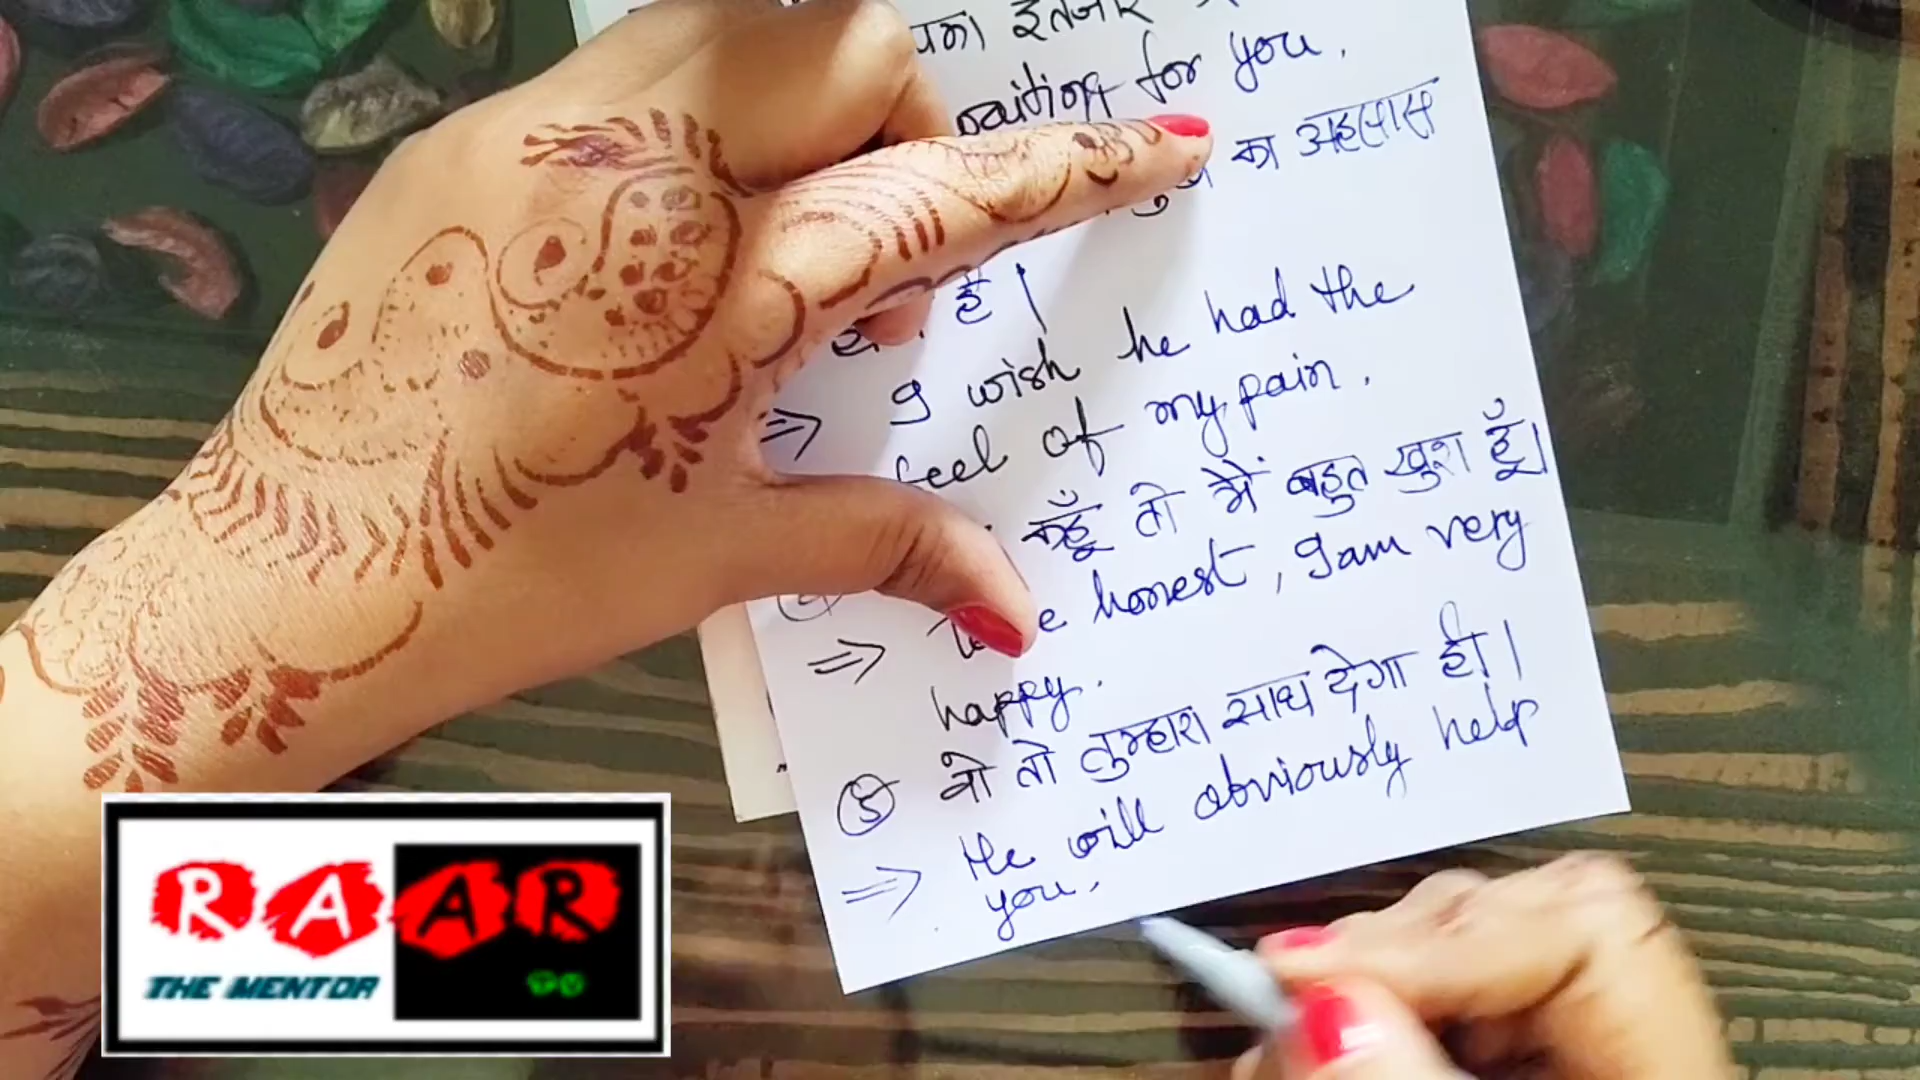 इंतजार
waiting for you.
का अहसास
है।
⇒ I wish he had the
feel of my pain.
कहूँ तो मैं बहुत खुश हूँ।
⇒ honest, I am very
happy.
⑤ वो तो तुम्हारा साथ देगा ही।
⇒ He will obviously help
you.
RAAR
THE MENTOR